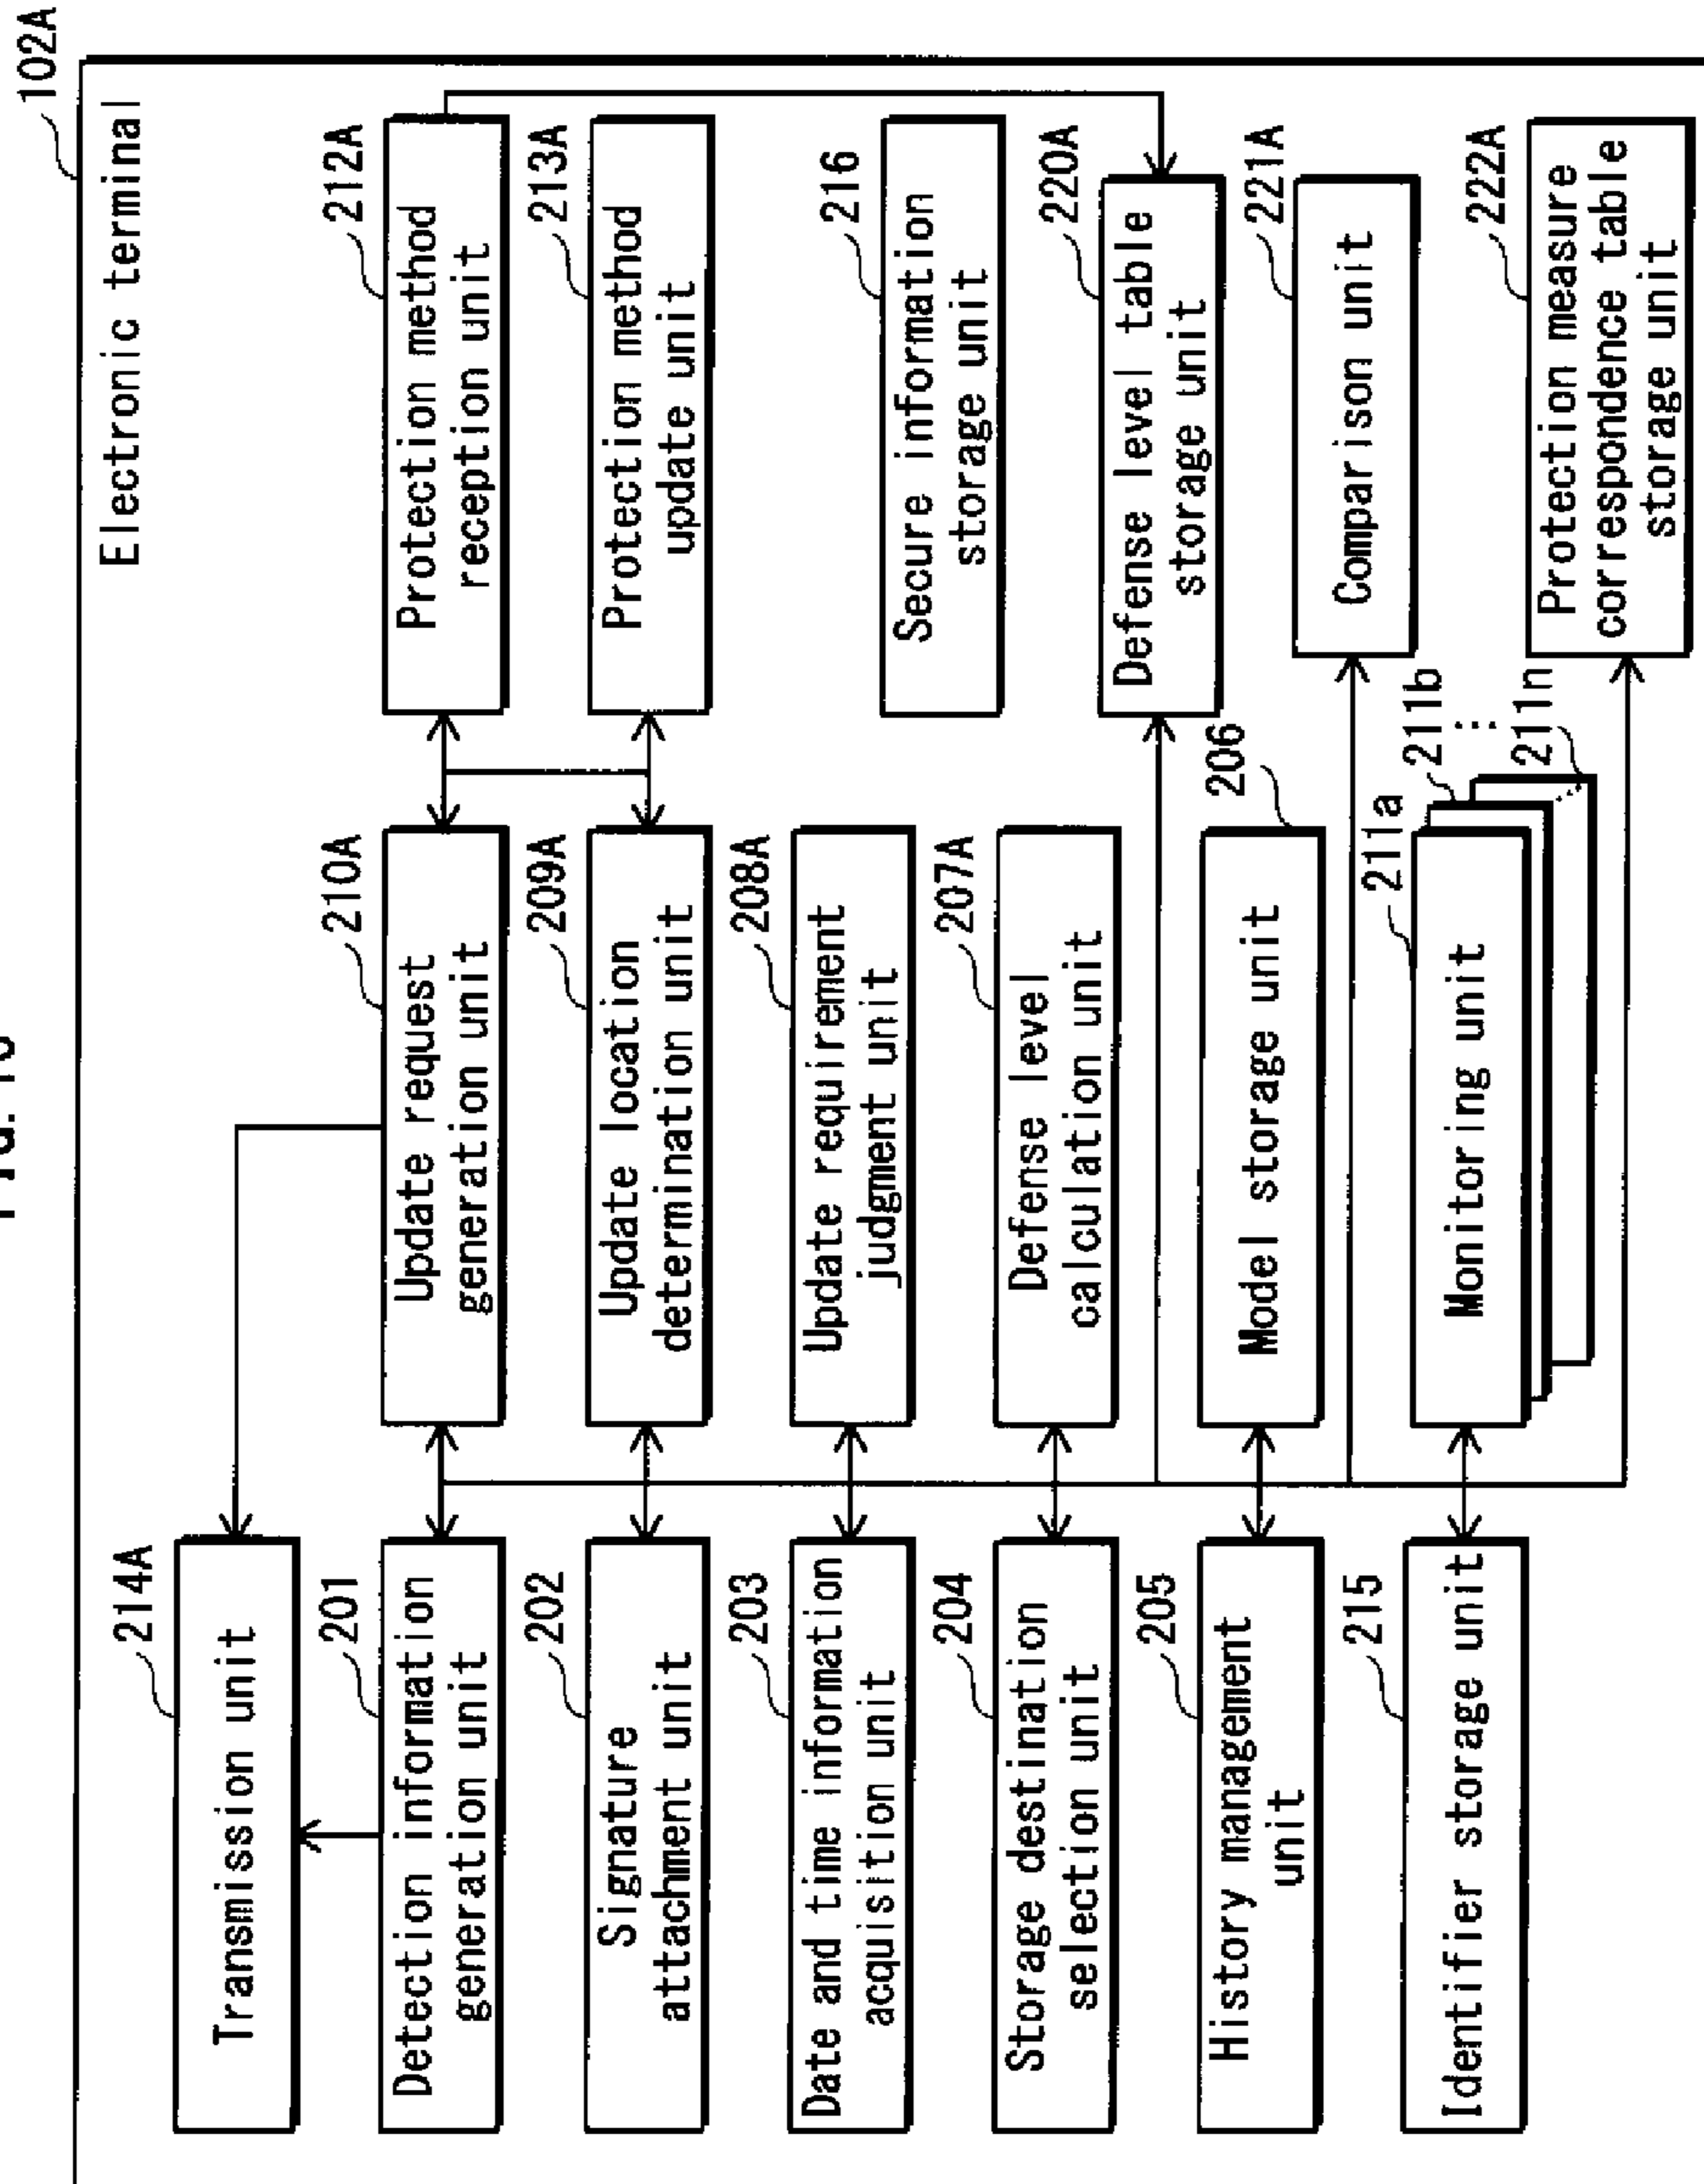 102A
Electronic terminal
214A
Transmission unit
201
Detection information
generation unit
202
Signature
attachment unit
203
Date and time information
acquisition unit
204
Storage destination
selection unit
205
History management
unit
215
Identifier storage unit
210A
Update request
generation unit
209A
Update location
determination unit
208A
Update requirement
judgment unit
207A
Defense level
calculation unit
206
Model storage unit
211a
211b
211n
Monitoring unit
212A
Protection method
reception unit
213A
Protection method
update unit
216
Secure information
storage unit
220A
Defense level table
storage unit
221A
Comparison unit
222A
Protection measure
correspondence table
storage unit